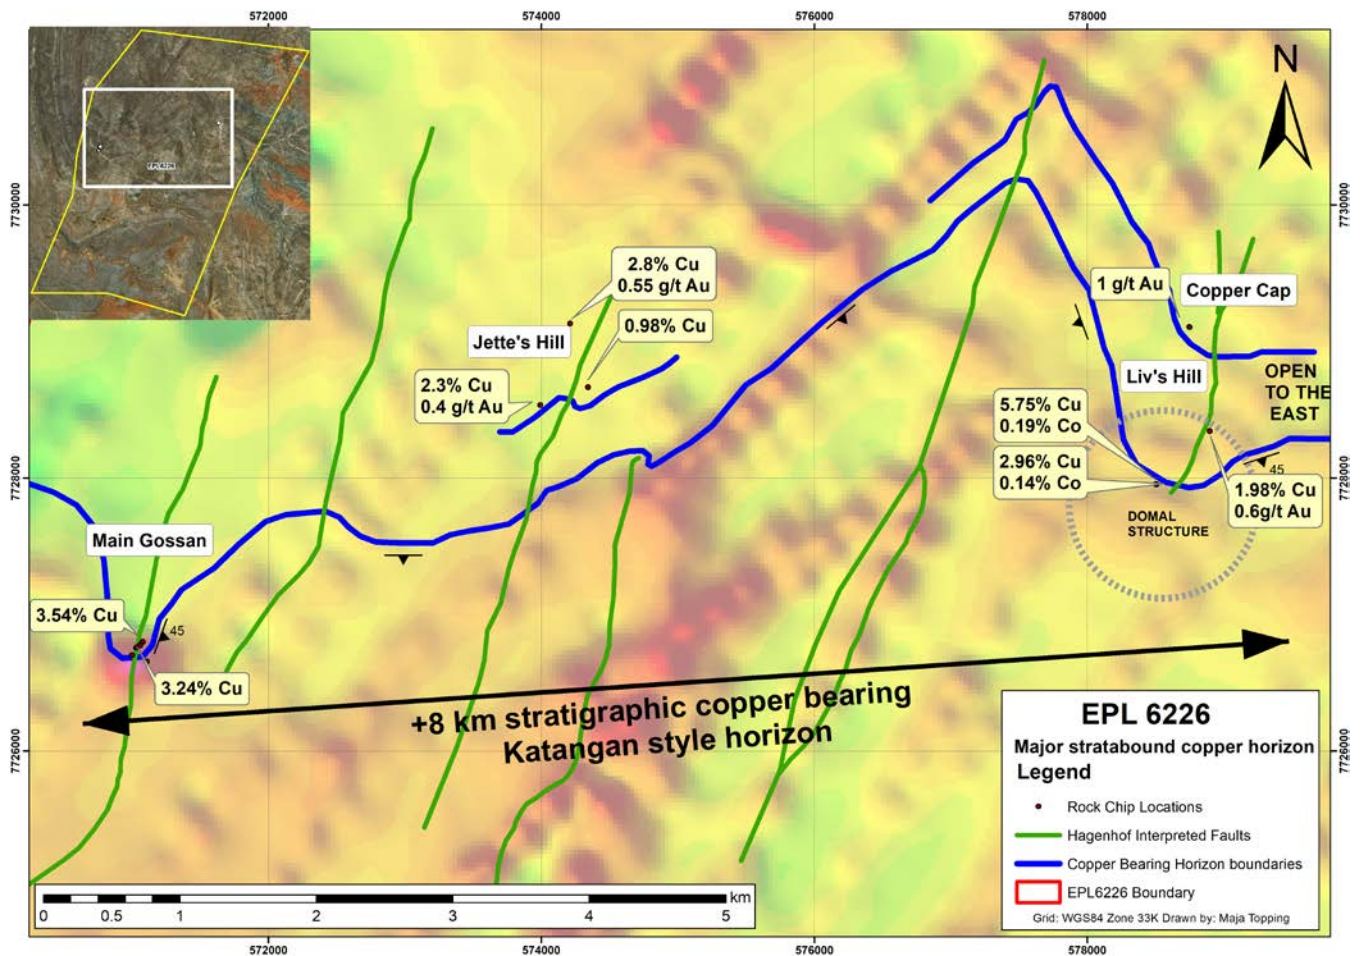 572000
574000
576000
578000
EPL6226
N
7730000
7730000
2.8% Cu
0.55 g/t Au
1 g/t Au
Copper Cap
0.98% Cu
Jette's Hill
2.3% Cu
0.4 g/t Au
Liv's Hill
OPEN
TO THE
EAST
5.75% Cu
0.19% Co
2.96% Cu
0.14% Co
45
7728000
7728000
1.98% Cu
0.6g/t Au
DOMAL
STRUCTURE
Main Gossan
3.54% Cu
45
3.24% Cu
+8 km stratigraphic copper bearing
Katangan style horizon
7726000
7726000
EPL 6226
Major stratabound copper horizon
Legend
Rock Chip Locations
Hagenhof Interpreted Faults
Copper Bearing Horizon boundaries
EPL6226 Boundary
Grid: WGS84 Zone 33K Drawn by: Maja Topping
km
0 0.5 1 2 3 4 5
572000
574000
576000
578000